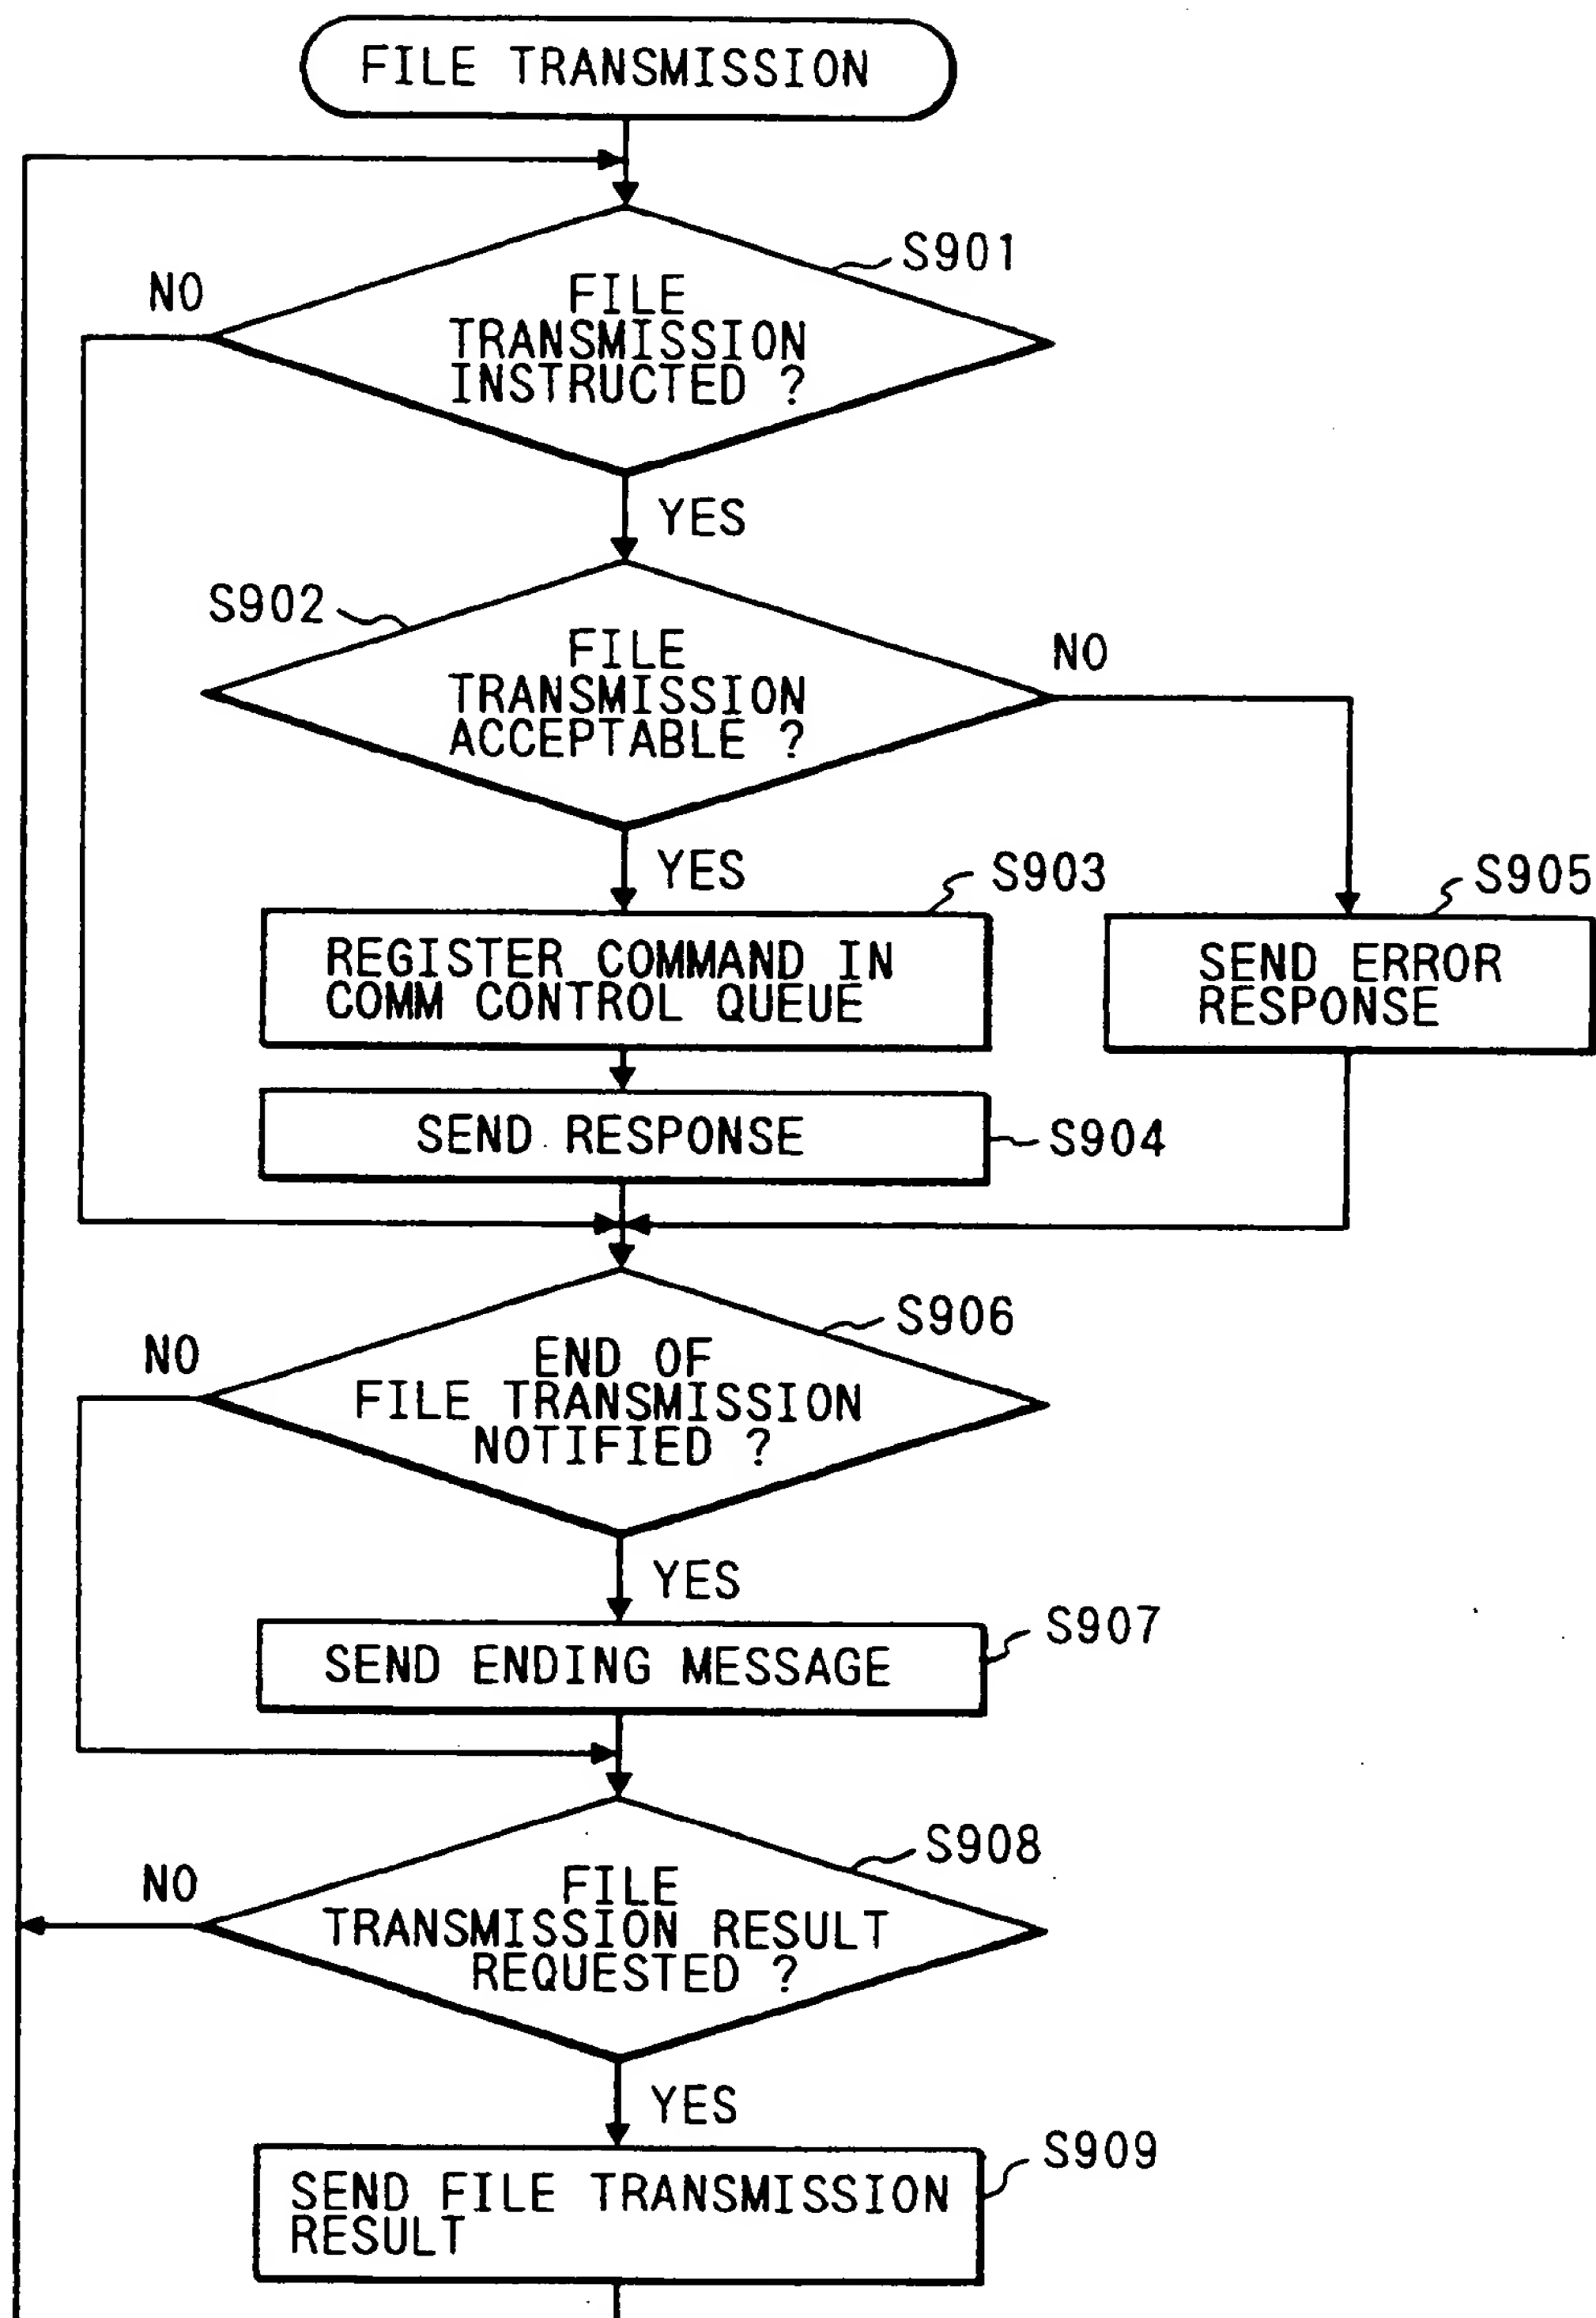 FILE TRANSMISSION
S901
NO
FILE
TRANSMISSION
INSTRUCTED ?
YES
S902
FILE
TRANSMISSION
ACCEPTABLE ?
NO
YES
S903
S905
REGISTER COMMAND IN
COMM CONTROL QUEUE
SEND ERROR
RESPONSE
SEND RESPONSE
S904
S906
NO
END OF
FILE TRANSMISSION
NOTIFIED ?
YES
S907
SEND ENDING MESSAGE
S908
NO
FILE
TRANSMISSION RESULT
REQUESTED ?
YES
S909
SEND FILE TRANSMISSION
RESULT